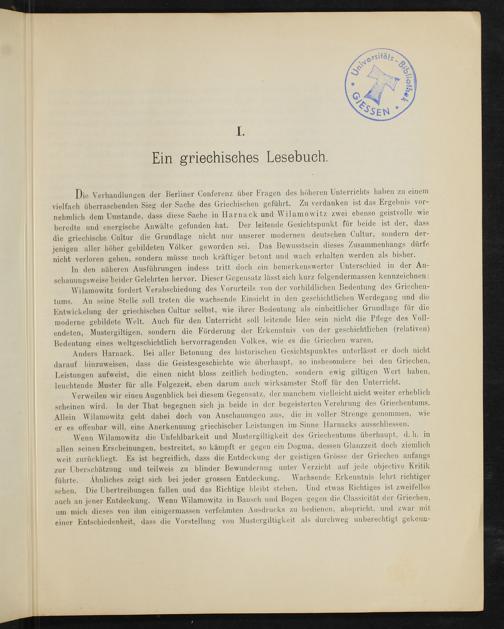 Universitäts-Bibliothek
GIESSEN
I.
Ein griechisches Lesebuch.
Die Verhandlungen der Berliner Conferenz über Fragen des höheren Unterrichts haben zu einem
vielfach überraschenden Sieg der Sache des Griechischen geführt. Zu verdanken ist das Ergebnis vor-
nehmlich dem Umstande, dass diese Sache in Harnack und Wilamowitz zwei ebenso geistvolle wie
beredte und energische Anwälte gefunden hat. Der leitende Gesichtspunkt für beide ist der, dass
die griechische Cultur die Grundlage nicht nur unserer modernen deutschen Cultur, sondern der-
jenigen aller höher gebildeten Völker geworden sei. Das Bewusstsein dieses Zusammenhangs dürfe
nicht verloren gehen, sondern müsse noch kräftiger betont und wach erhalten werden als bisher.
In den näheren Ausführungen indess tritt doch ein bemerkenswerter Unterschied in der An-
schauungsweise beider Gelehrten hervor. Dieser Gegensatz lässt sich kurz folgendermassen kennzeichnen:
Wilamowitz fordert Verabschiedung des Vorurteils von der vorbildlichen Bedeutung des Griechen-
tums. An seine Stelle soll treten die wachsende Einsicht in den geschichtlichen Werdegang und die
Entwickelung der griechischen Cultur selbst, wie ihrer Bedeutung als einheitlicher Grundlage für die
moderne gebildete Welt. Auch für den Unterricht soll leitende Idee sein nicht die Pflege des Voll-
endeten, Mustergiltigen, sondern die Förderung der Erkenntnis von der geschichtlichen (relativen)
Bedeutung eines weltgeschichtlich hervorragenden Volkes, wie es die Griechen waren.
Anders Harnack. Bei aller Betonung des historischen Gesichtspunktes unterlässt er doch nicht
darauf hinzuweisen, dass die Geistesgeschichte wie überhaupt, so insbesondere bei den Griechen,
Leistungen aufweist, die einen nicht bloss zeitlich bedingten, sondern ewig giltigen Wert haben,
leuchtende Muster für alle Folgezeit, eben darum auch wirksamster Stoff für den Unterricht.
Verweilen wir einen Augenblick bei diesem Gegensatz, der manchem vielleicht nicht weiter erheblich
scheinen wird. In der That begegnen sich ja beide in der begeisterten Verehrung des Griechentums.
Allein Wilamowitz geht dabei doch von Anschauungen aus, die in voller Strenge genommen, wie
er es offenbar will, eine Anerkennung griechischer Leistungen im Sinne Harnacks ausschliessen.
Wenn Wilamowitz die Unfehlbarkeit und Mustergiltigkeit des Griechentums überhaupt, d. h. in
allen seinen Erscheinungen, bestreitet, so kämpft er gegen ein Dogma, dessen Glanzzeit doch ziemlich
weit zurückliegt. Es ist begreiflich, dass die Entdeckung der geistigen Grösse der Griechen anfangs
zur Überschätzung und teilweis zu blinder Bewunderung unter Verzicht auf jede objective Kritik
führte. Ähnliches zeigt sich bei jeder grossen Entdeckung. Wachsende Erkenntnis lehrt richtiger
sehen. Die Übertreibungen fallen und das Richtige bleibt stehen. Und etwas Richtiges ist zweifellos
auch an jener Entdeckung. Wenn Wilamowitz in Bausch und Bogen gegen die Classicität der Griechen,
um mich dieses von ihm einigermassen verfehmten Ausdrucks zu bedienen, abspricht, und zwar mit
einer Entschiedenheit, dass die Vorstellung von Mustergiltigkeit als durchweg unberechtigt gekenn-